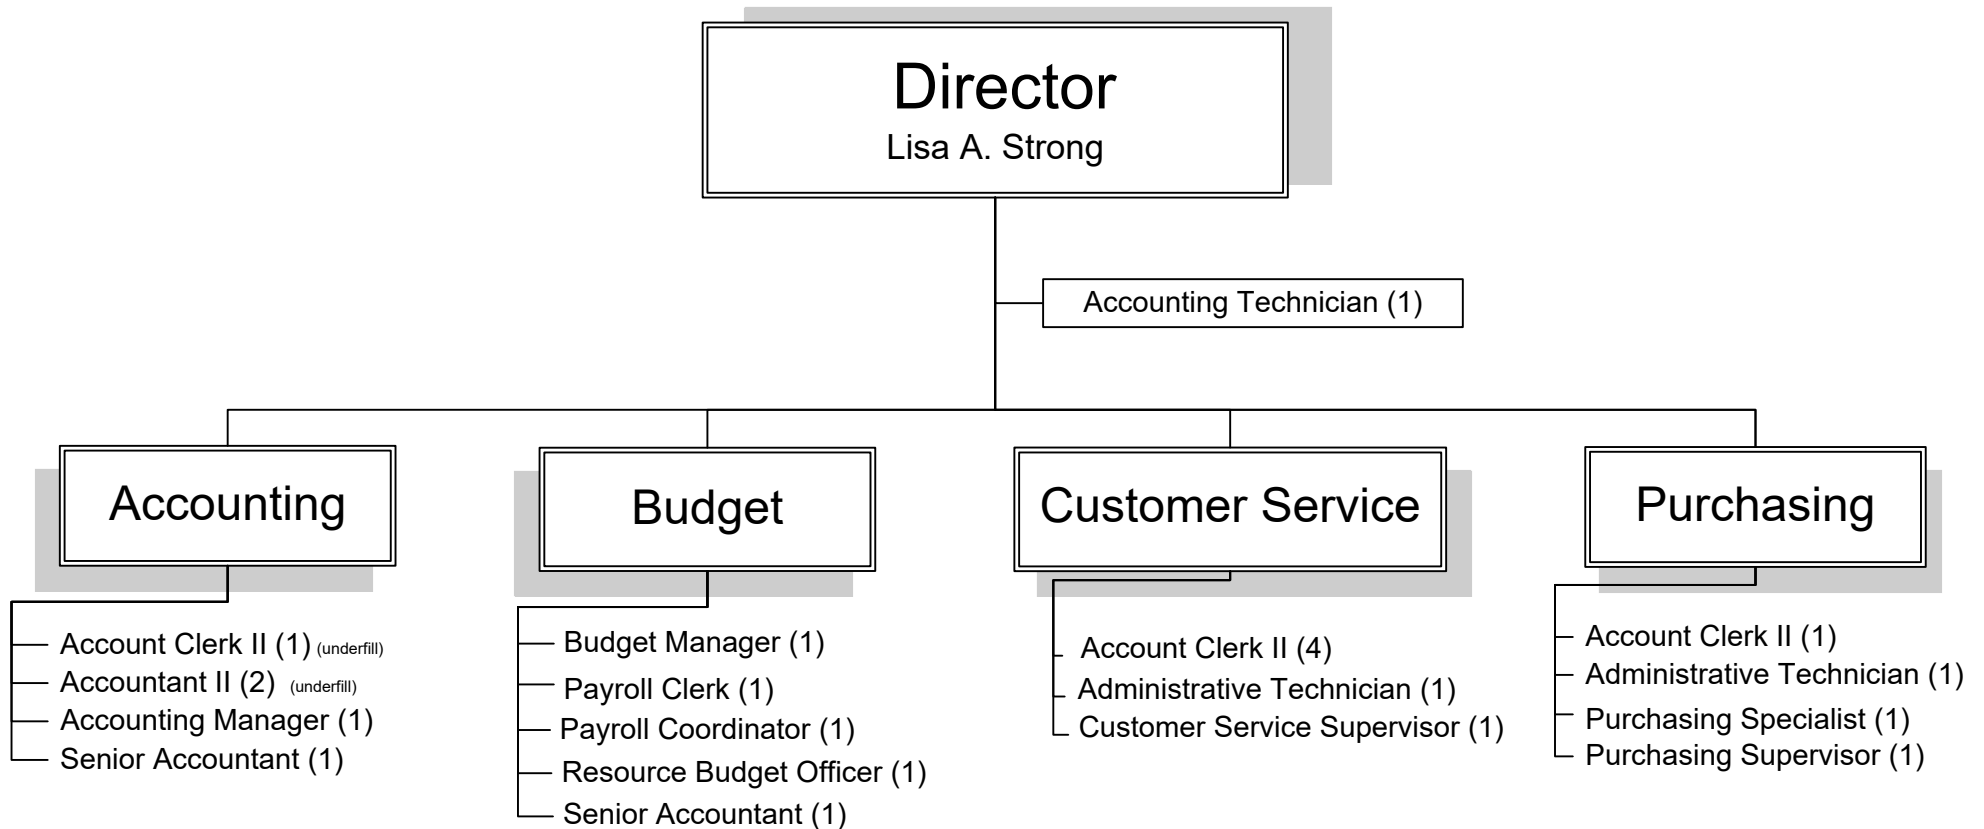 Director
Lisa A. Strong
Accounting Technician (1)
Accounting
Account Clerk II (1) (underfill)
Accountant II (2) (underfill)
Accounting Manager (1)
Senior Accountant (1)
Budget
Budget Manager (1)
Payroll Clerk (1)
Payroll Coordinator (1)
Resource Budget Officer (1)
Senior Accountant (1)
Customer Service
Account Clerk II (4)
Administrative Technician (1)
Customer Service Supervisor (1)
Purchasing
Account Clerk II (1)
Administrative Technician (1)
Purchasing Specialist (1)
Purchasing Supervisor (1)